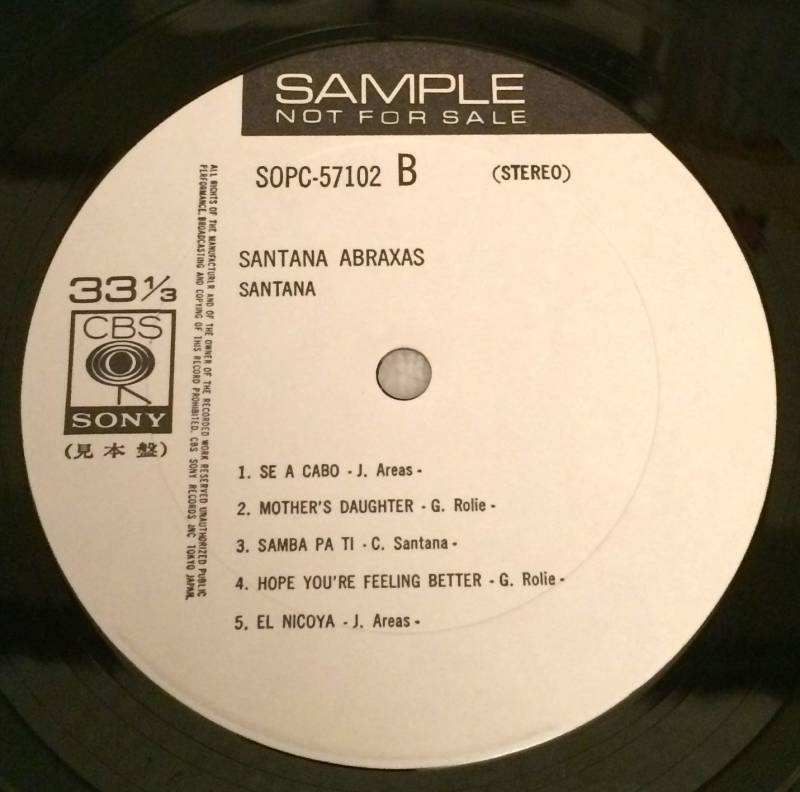 SAMPLE
NOT FOR SALE
SOPC-57102 B (STEREO)
SANTANA ABRAXAS
SANTANA
33 1/3
CBS
SONY
(見本盤)
ALL RIGHTS OF THE MANUFACTURER AND OF THE OWNER OF THE RECORDED WORK RESERVED UNAUTHORIZED PUBLIC
PERFORMANCE, BROADCASTING AND COPYING OF THIS RECORD PROHIBITED. CBS SONY RECORDS INC TOKYO JAPAN.
1. SE A CABO - J. Areas -
2. MOTHER'S DAUGHTER - G. Rolie -
3. SAMBA PA TI - C. Santana -
4. HOPE YOU'RE FEELING BETTER - G. Rolie -
5. EL NICOYA - J. Areas -